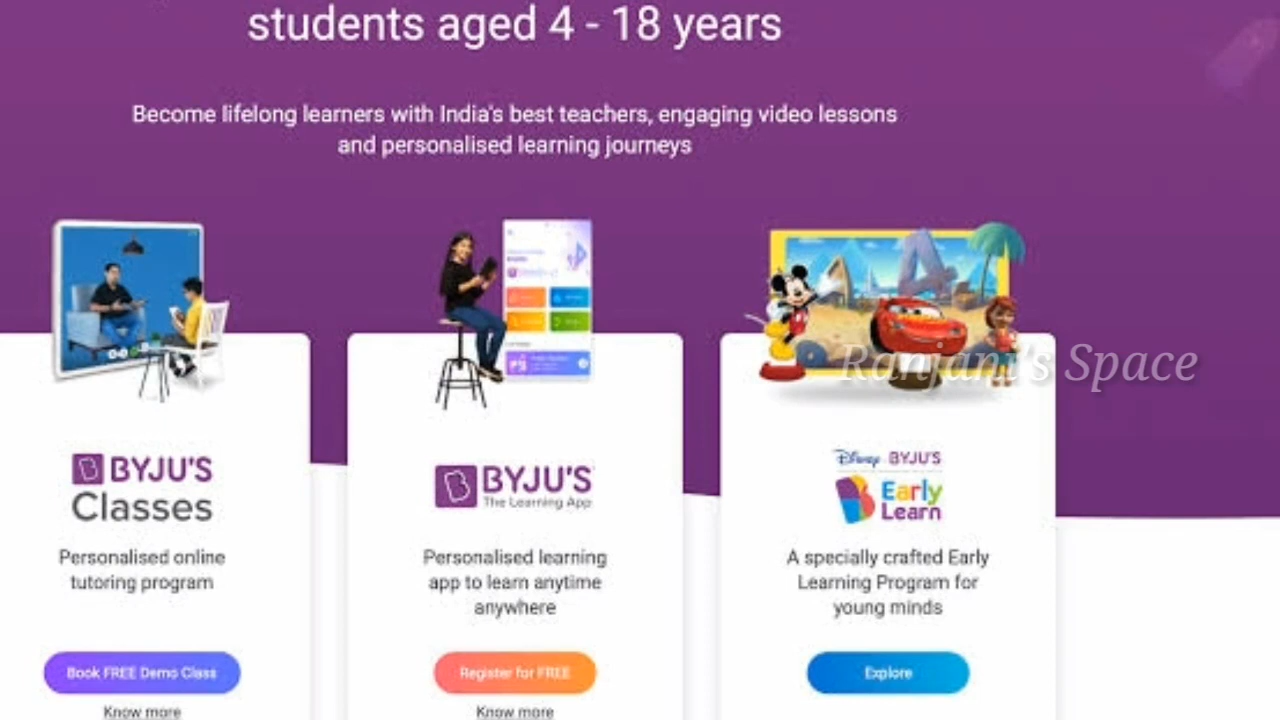 students aged 4 - 18 years
Become lifelong learners with India's best teachers, engaging video lessons
and personalised learning journeys
Ranjani's Space
BYJU'S
Classes
Personalised online
tutoring program
Book FREE Demo Class
Know more
BYJU'S
The Learning App
Personalised learning
app to learn anytime
anywhere
Register for FREE
Know more
Disney BYJU'S
Early
Learn
A specially crafted Early
Learning Program for
young minds
Explore